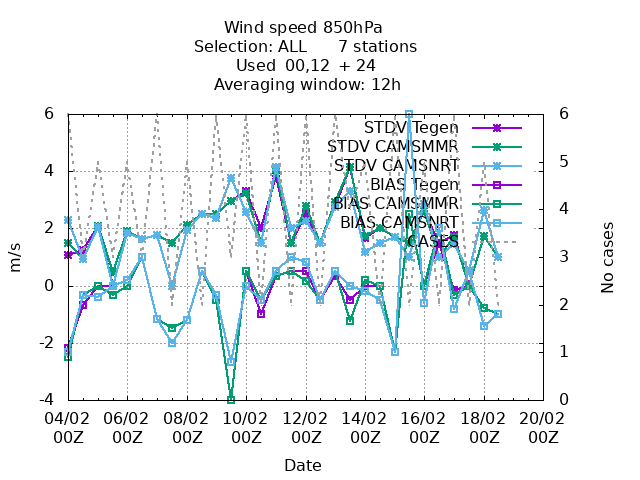 Wind speed 850hPa
Selection: ALL 7 stations
Used 00,12 + 24
Averaging window: 12h
STDV Tegen
STDV CAMSMMR
STDV CAMSNRT
BIAS Tegen
BIAS CAMSMMR
BIAS CAMSNRT
CASES
6
4
2
0
-2
-4
m/s
6
5
4
3
2
1
0
No cases
04/02 06/02 08/02 10/02 12/02 14/02 16/02 18/02 20/02
00Z 00Z 00Z 00Z 00Z 00Z 00Z 00Z 00Z
Date